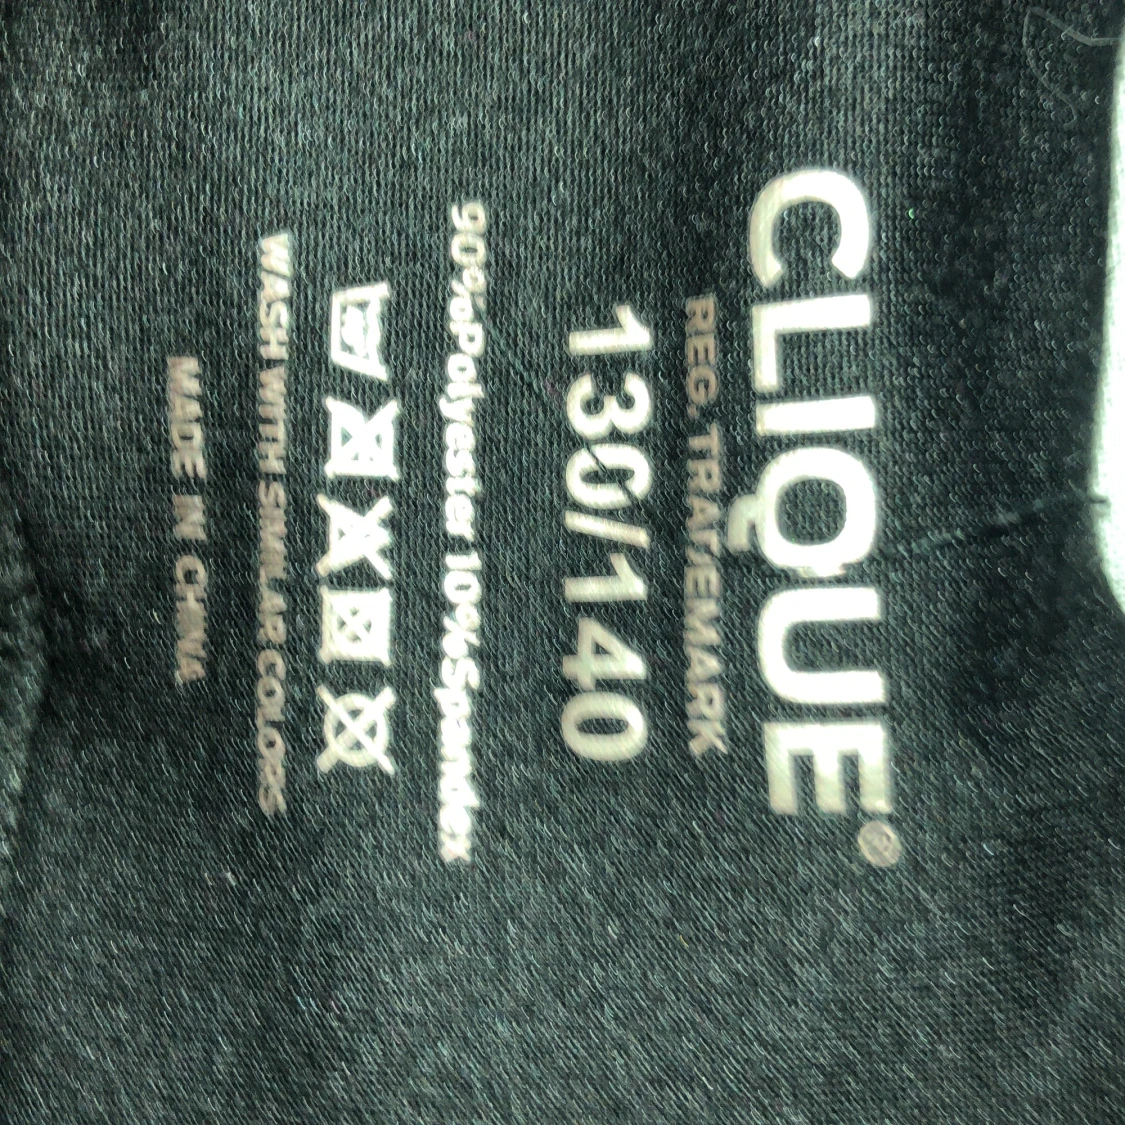 CLIQUE®
REG. TRADEMARK
130/140
90%Polyester 10%Spandex
WASH WITH SIMILAR COLORS
MADE IN CHINA